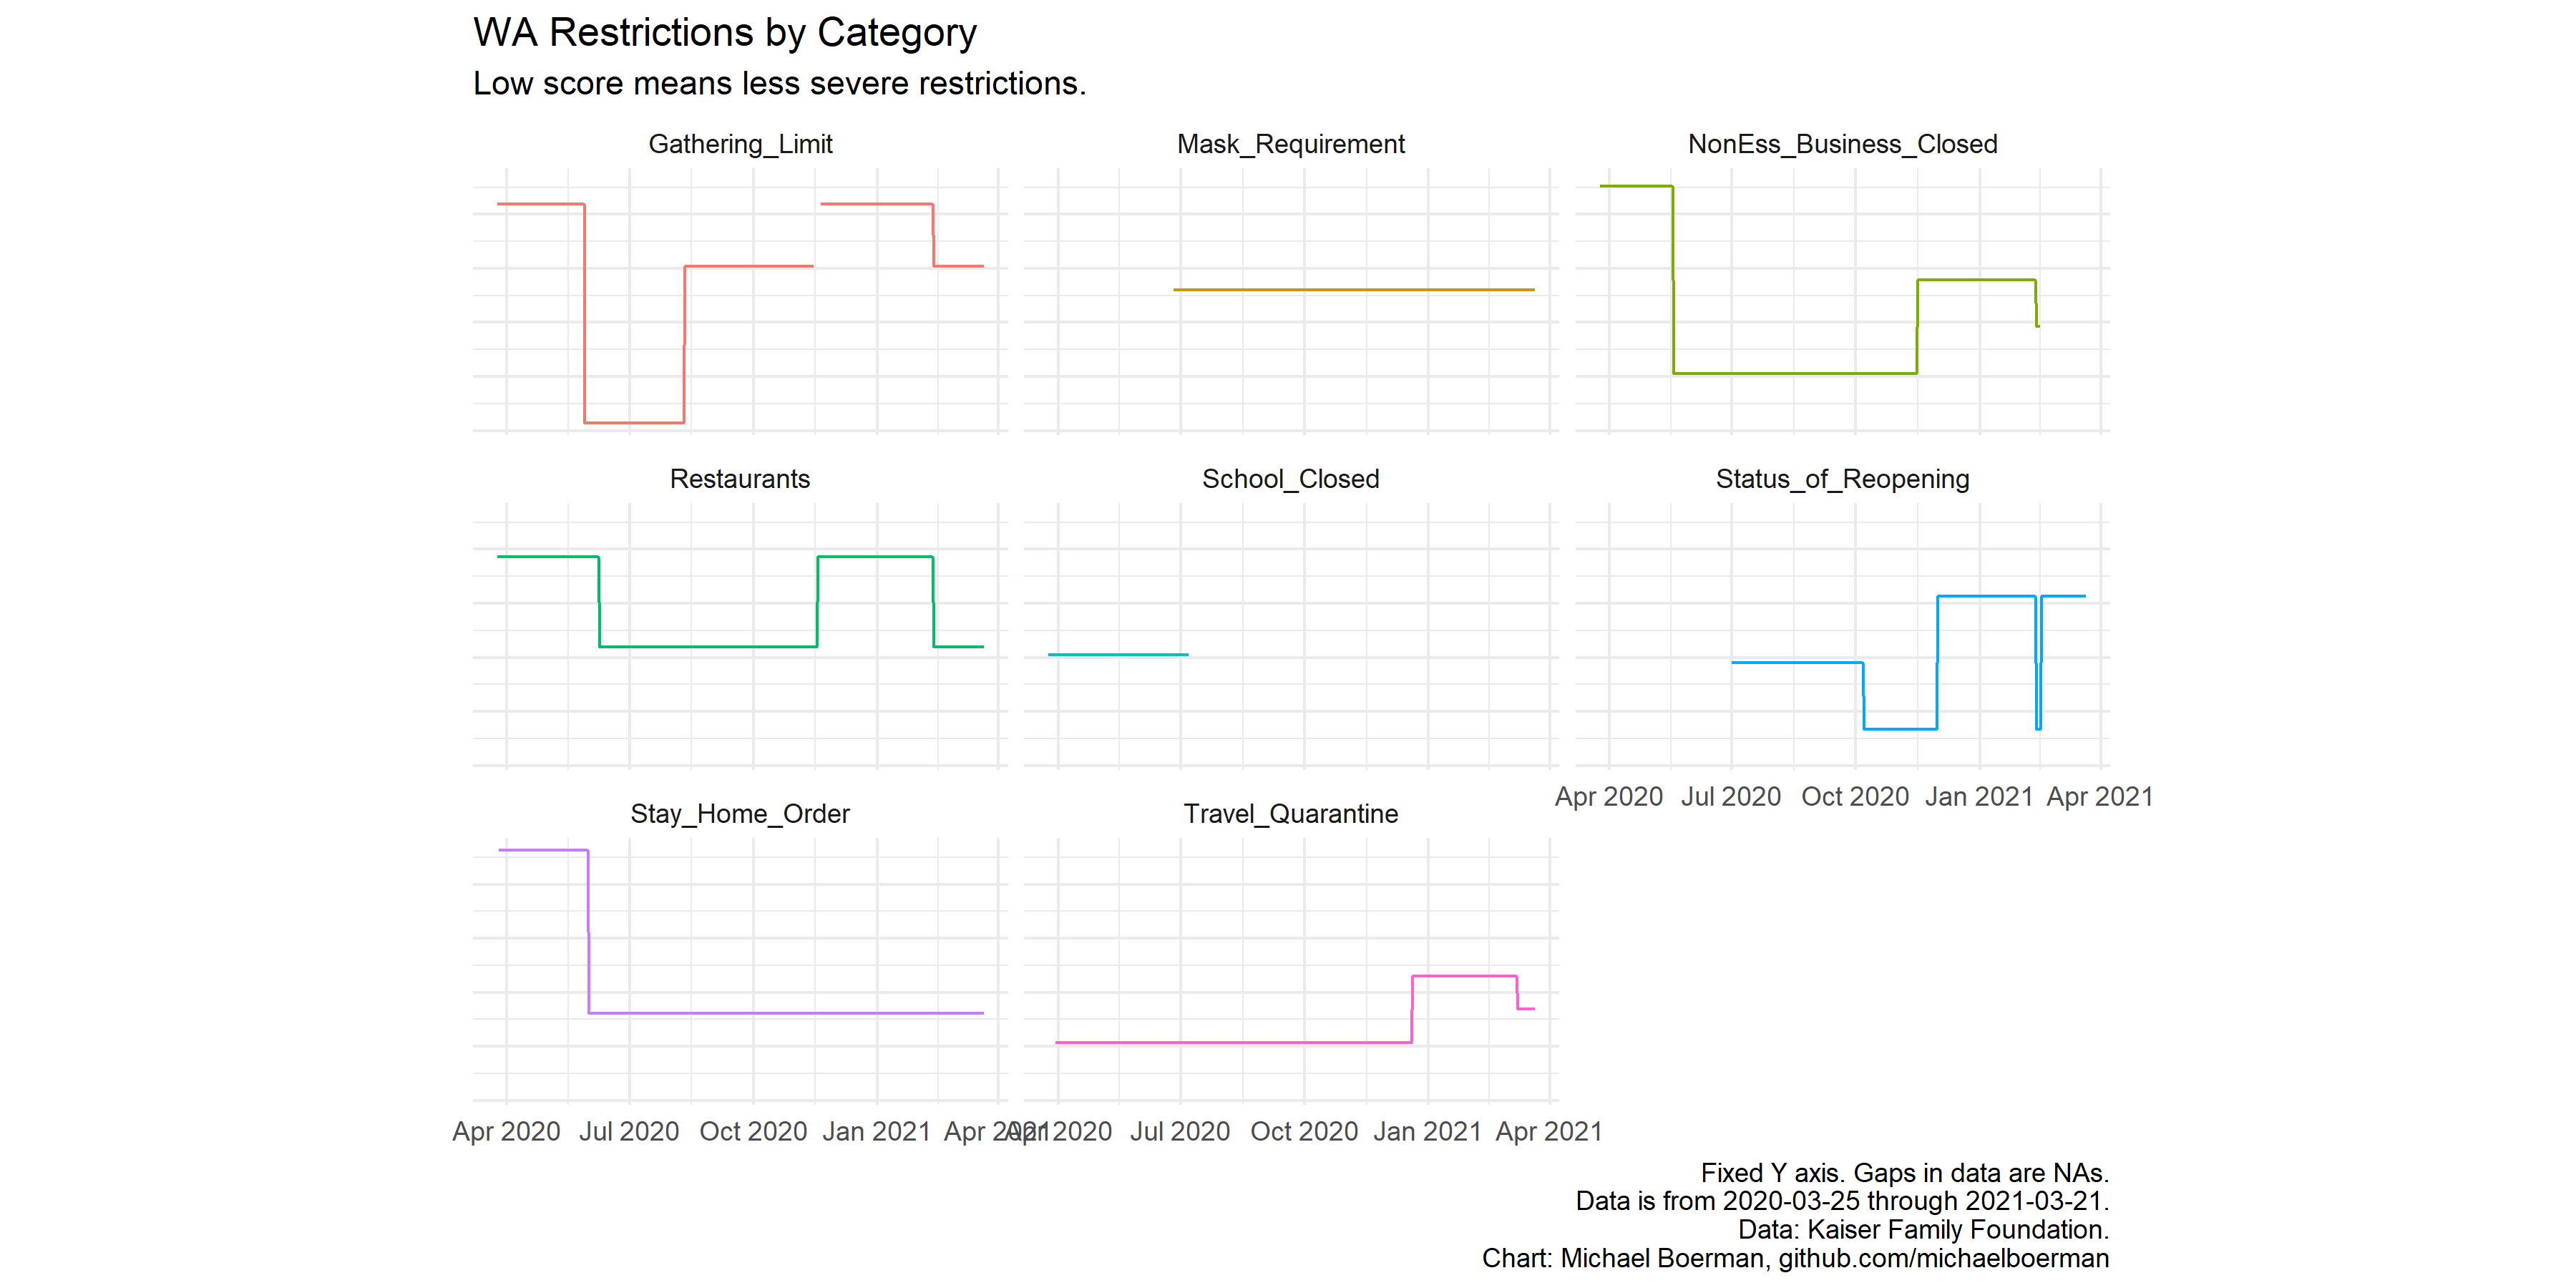 WA Restrictions by Category
Low score means less severe restrictions.
Gathering_Limit
Mask_Requirement
NonEss_Business_Closed
Restaurants
School_Closed
Status_of_Reopening
Apr 2020 Jul 2020 Oct 2020 Jan 2021 Apr 2021
Stay_Home_Order
Travel_Quarantine
Apr 2020 Jul 2020 Oct 2020 Jan 2021 Apr 2021
Apr 2020 Jul 2020 Oct 2020 Jan 2021 Apr 2021
Fixed Y axis. Gaps in data are NAs.
Data is from 2020-03-25 through 2021-03-21.
Data: Kaiser Family Foundation.
Chart: Michael Boerman, github.com/michaelboerman